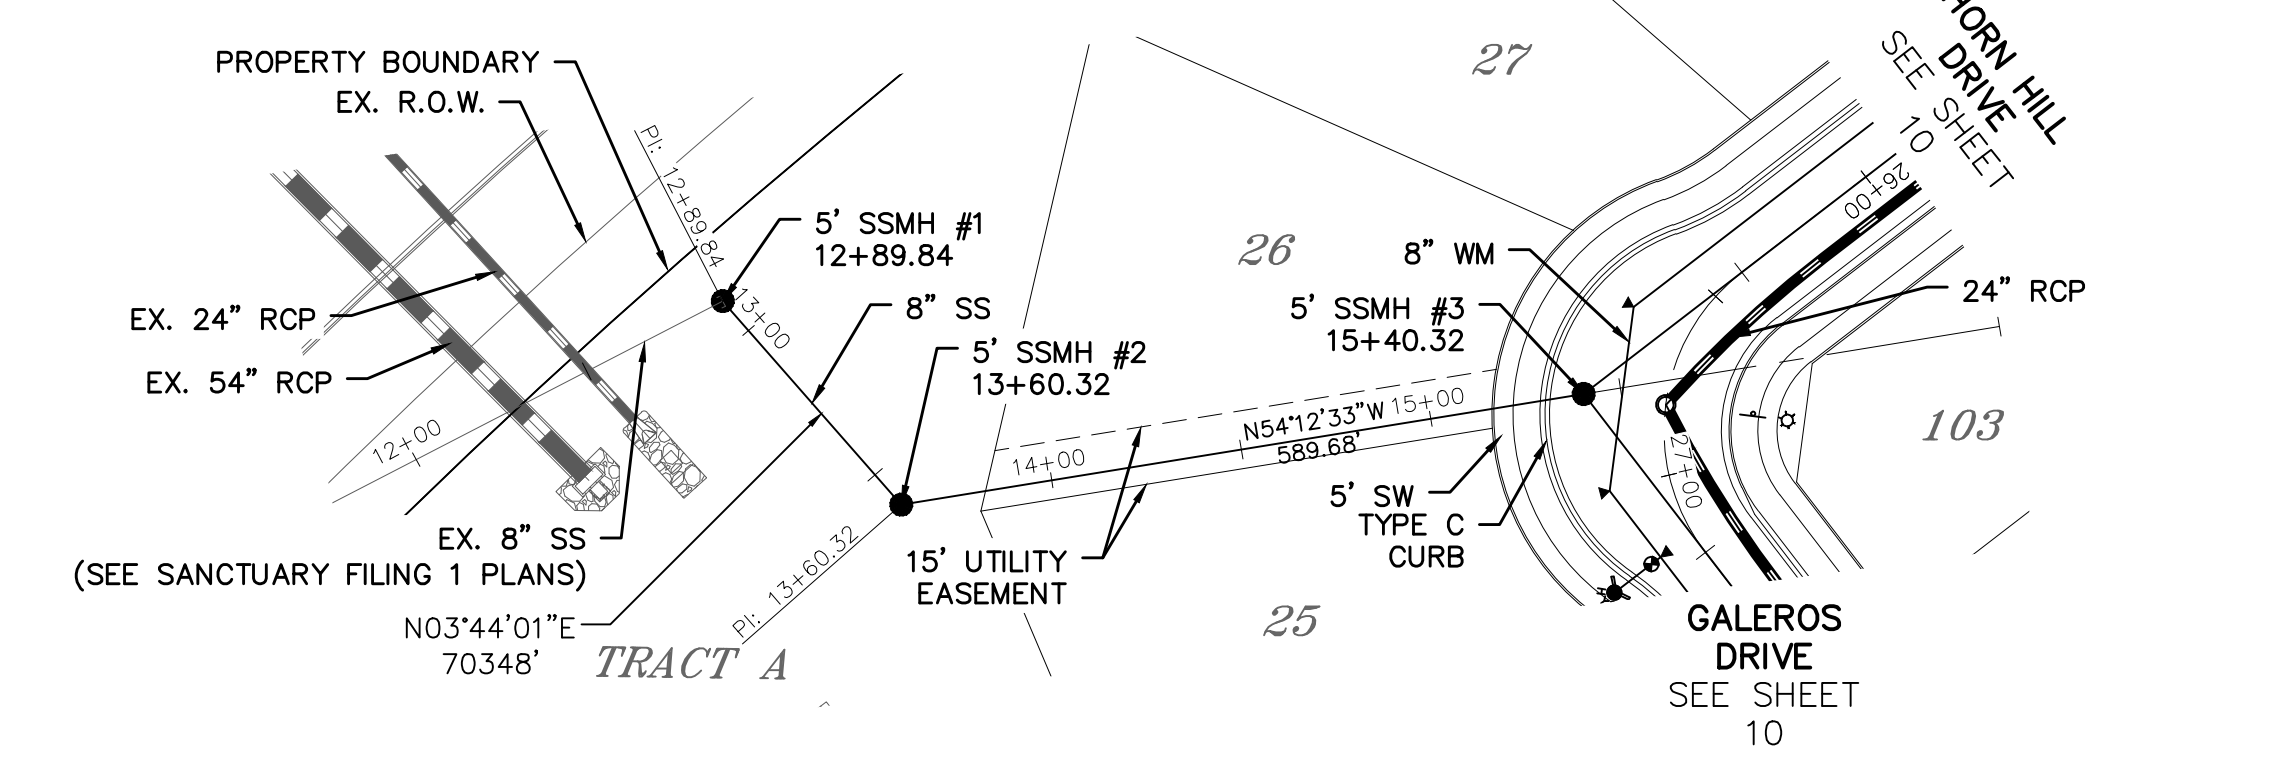 PROPERTY BOUNDARY
EX. R.O.W.
PI: 12+89.84
5' SSMH #1
12+89.84
13+00
8" SS
5' SSMH #2
13+60.32
EX. 24" RCP
EX. 54" RCP
12+00
EX. 8" SS
(SEE SANCTUARY FILING 1 PLANS)
N03°44'01"E
70348'
TRACT A
PI: 13+60.32
14+00
N54°12'33"W
589.68'
15+00
15' UTILITY
EASEMENT
27
26
25
8" WM
5' SSMH #3
15+40.32
5' SW
TYPE C
CURB
HORN HILL
DRIVE
SEE SHEET
10
26+00
24" RCP
27+00
103
GALEROS
DRIVE
SEE SHEET
10